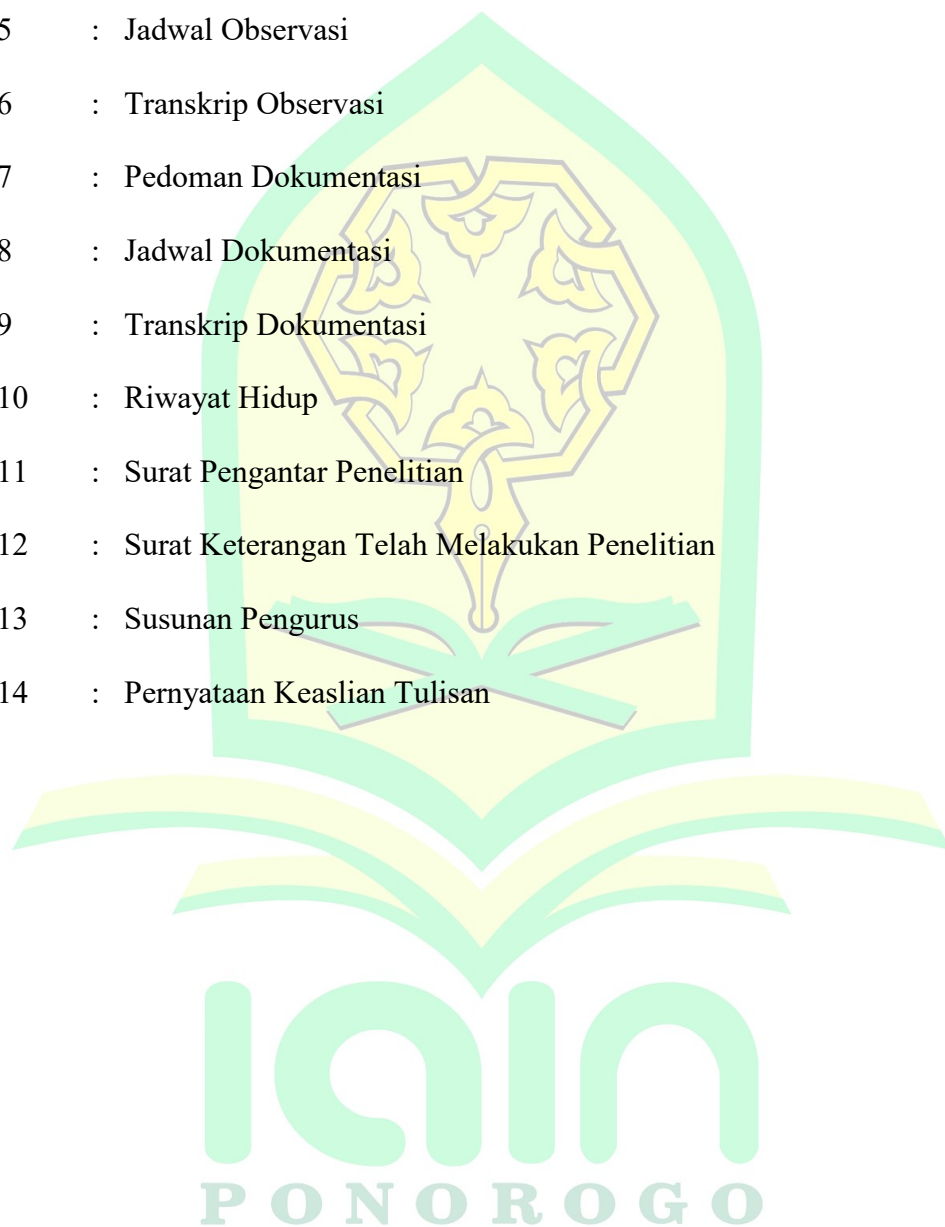 5 : Jadwal Observasi
6 : Transkrip Observasi
7 : Pedoman Dokumentasi
8 : Jadwal Dokumentasi
9 : Transkrip Dokumentasi
10 : Riwayat Hidup
11 : Surat Pengantar Penelitian
12 : Surat Keterangan Telah Melakukan Penelitian
13 : Susunan Pengurus
14 : Pernyataan Keaslian Tulisan
iain
PONOROGO